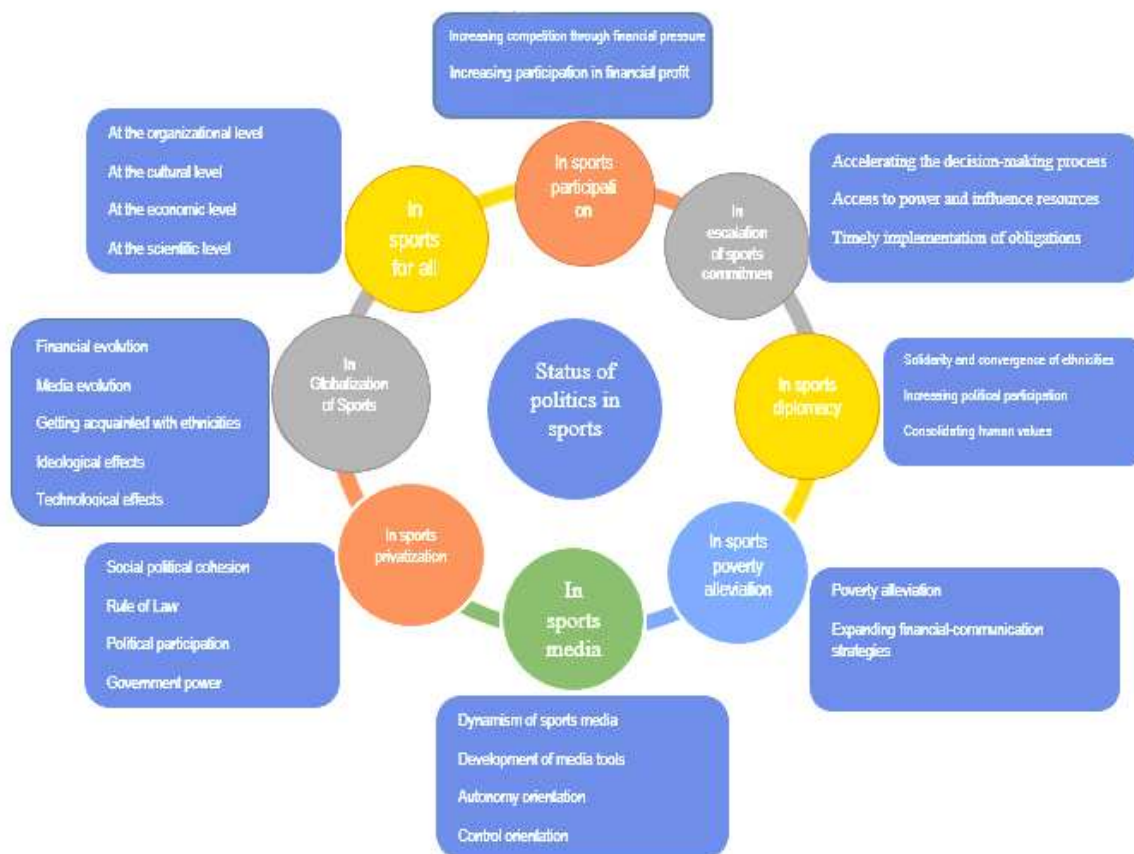 Increasing competition through financial pressure
Increasing participation in financial profit
At the organizational level
At the cultural level
At the economic level
At the scientific level
In
sports
for all
In sports
participati
on
In
escalation
of sports
commitmen
Accelerating the decision-making process
Access to power and influence resources
Timely implementation of obligations
Financial evolution
Media evolution
Getting acquainted with ethnicities
Ideological effects
Technological effects
In
Globalization
of Sports
Status of
politics in
sports
In sports
diplomacy
Solidarity and convergence of ethnicities
Increasing political participation
Consolidating human values
Social political cohesion
Rule of Law
Political participation
Government power
In sports
privatization
In
sports
media
In sports
poverty
alleviation
Poverty alleviation
Expanding financial-communication
strategies
Dynamism of sports media
Development of media tools
Autonomy orientation
Control orientation